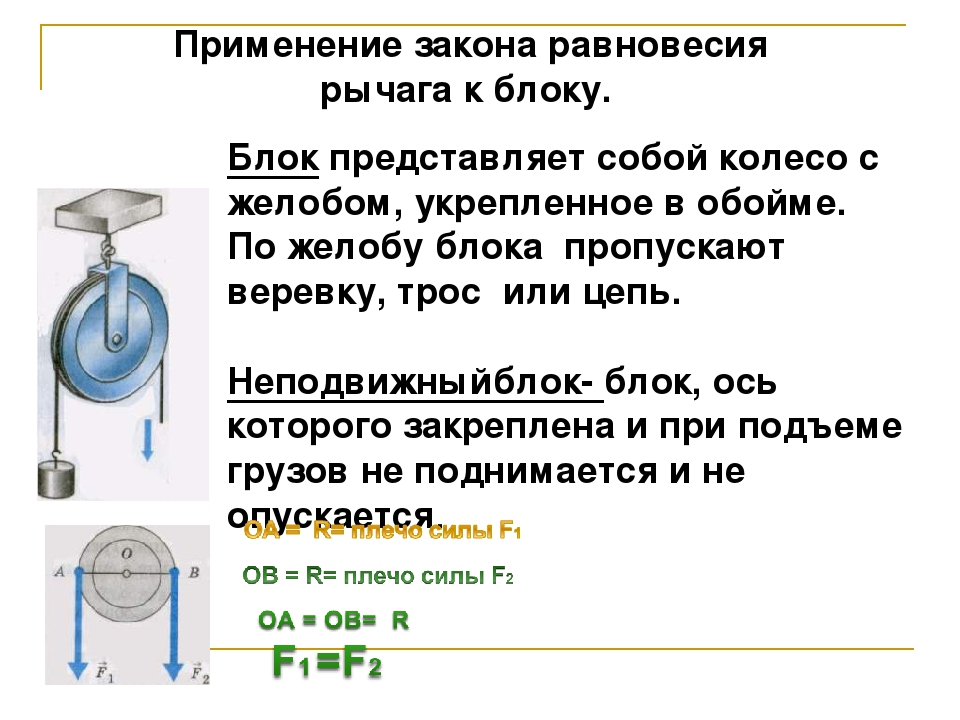 Применение закона равновесия
рычага к блоку.
Блок представляет собой колесо с
желобом, укрепленное в обойме.
По желобу блока пропускают
веревку, трос или цепь.
Неподвижныйблок- блок, ось
которого закреплена и при подъеме
грузов не поднимается и не
опускается.
ОА = R= плечо силы F1
ОВ = R= плечо силы F2
ОА = ОВ= R
F1=F2
O
A B
F1 F2